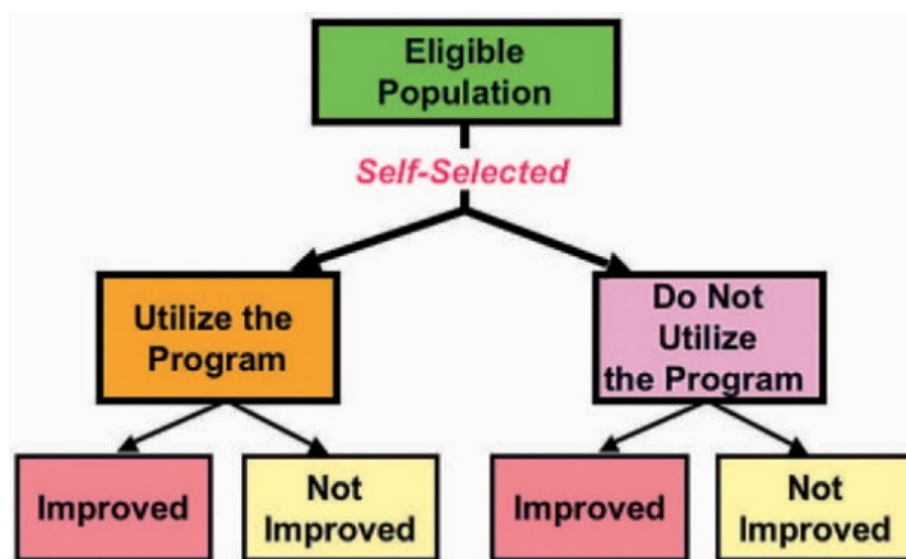 Eligible
Population
Self-Selected
Utilize the
Program
Do Not
Utilize
the Program
Improved
Not
Improved
Improved
Not
Improved